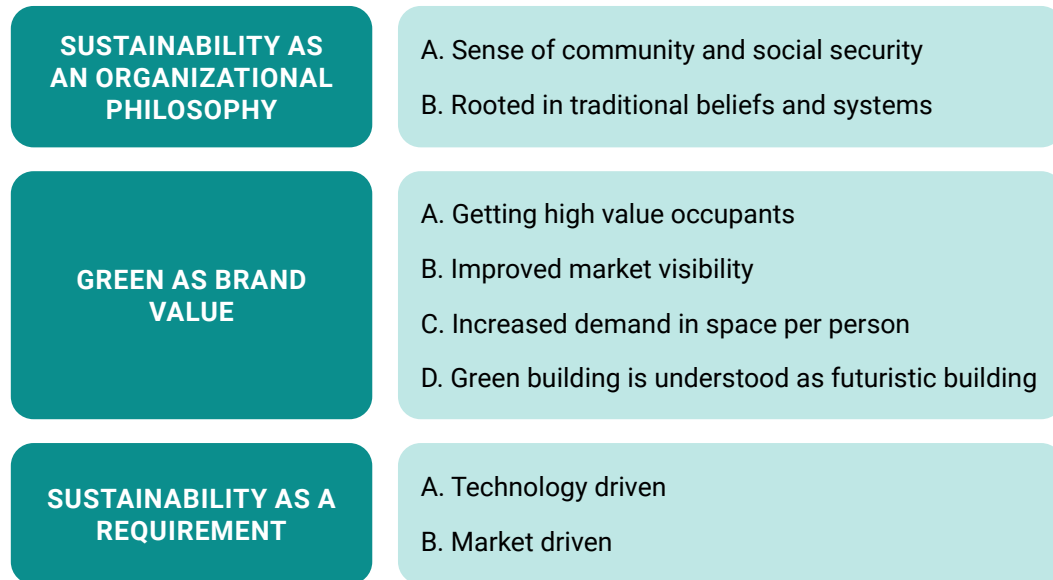 SUSTAINABILITY AS
AN ORGANIZATIONAL
PHILOSOPHY
A. Sense of community and social security
B. Rooted in traditional beliefs and systems
GREEN AS BRAND
VALUE
A. Getting high value occupants
B. Improved market visibility
C. Increased demand in space per person
D. Green building is understood as futuristic building
SUSTAINABILITY AS A
REQUIREMENT
A. Technology driven
B. Market driven